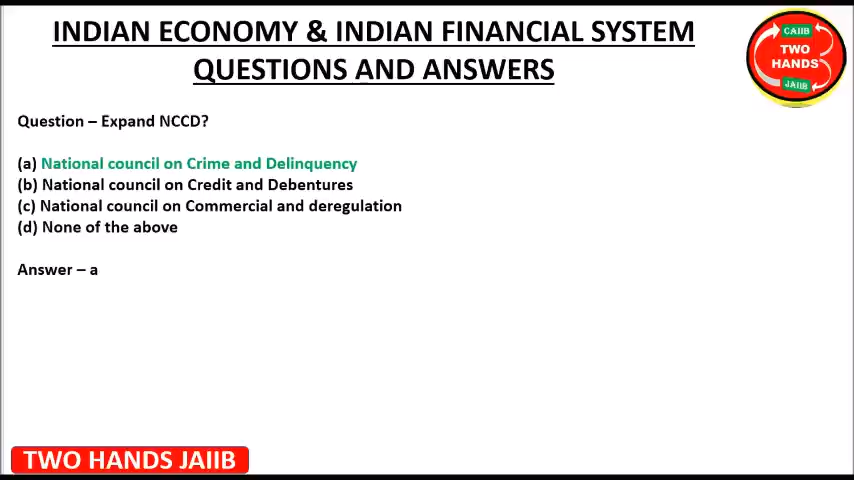 INDIAN ECONOMY & INDIAN FINANCIAL SYSTEM
QUESTIONS AND ANSWERS
CAIIB
TWO
HANDS
JAIIB
Question – Expand NCCD?
(a) National council on Crime and Delinquency
(b) National council on Credit and Debentures
(c) National council on Commercial and deregulation
(d) None of the above
Answer – a
TWO HANDS JAIIB